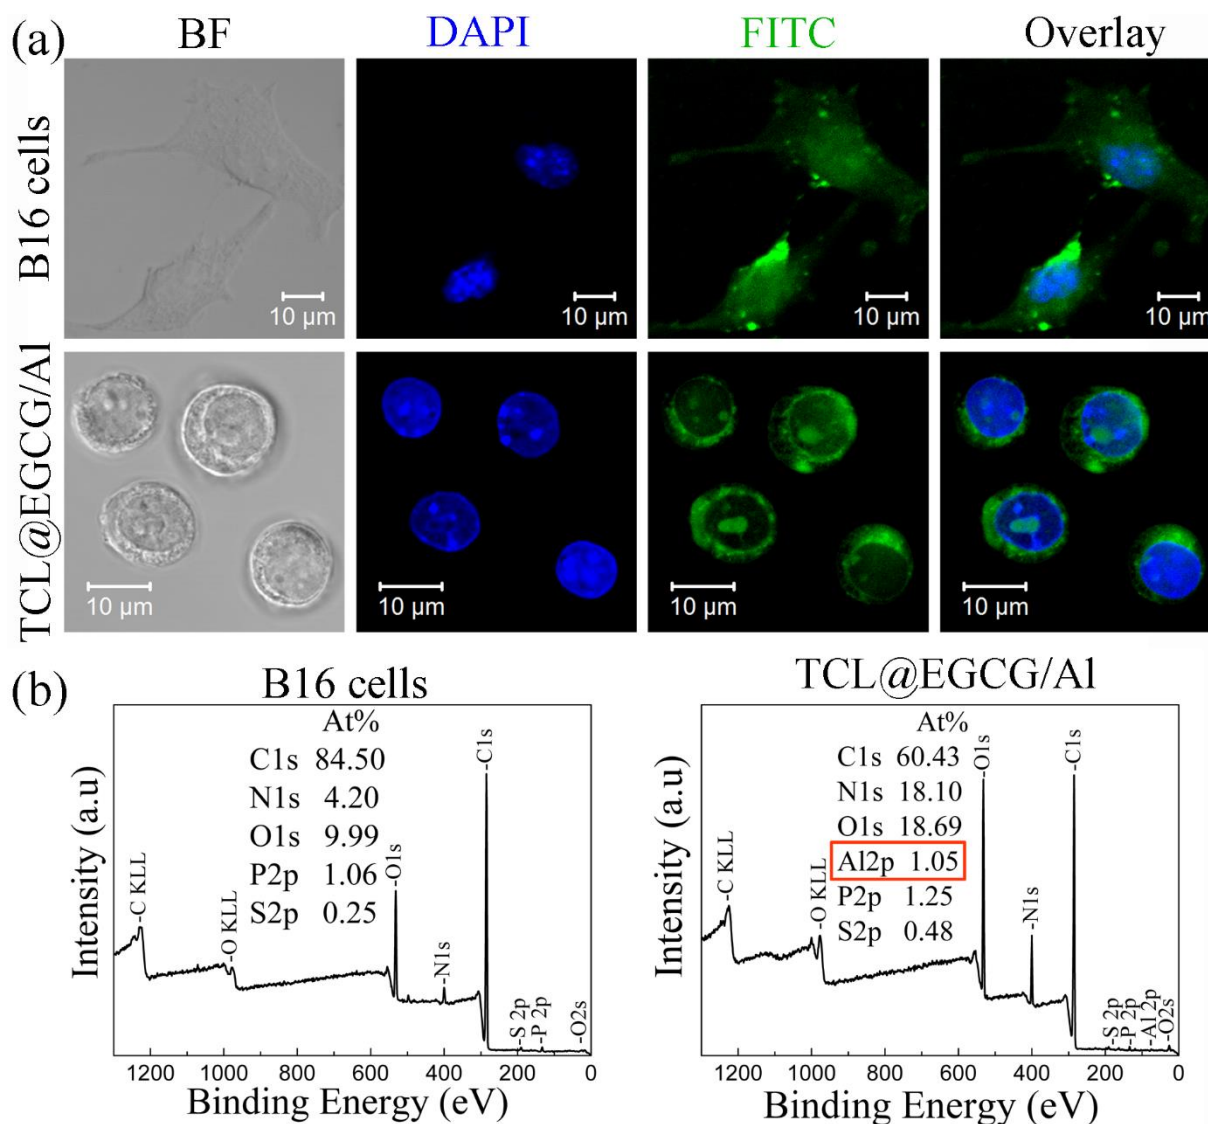 (a) BF DAPI FITC Overlay
B16 cells
10 µm 10 µm 10 µm 10 µm
TCL@EGCG/Al
10 µm 10 µm 10 µm 10 µm
(b) B16 cells
At%
C1s 84.50
N1s 4.20
O1s 9.99
P2p 1.06
S2p 0.25
C KLL
O KLL
O1s
N1s
C1s
S 2p
P 2p
O2s
Intensity (a.u)
1200 1000 800 600 400 200 0
Binding Energy (eV)
TCL@EGCG/Al
At%
C1s 60.43
N1s 18.10
O1s 18.69
Al2p 1.05
P2p 1.25
S2p 0.48
C KLL
O KLL
O1s
N1s
C1s
S 2p
P 2p
Al 2p
O2s
Intensity (a.u)
1200 1000 800 600 400 200 0
Binding Energy (eV)